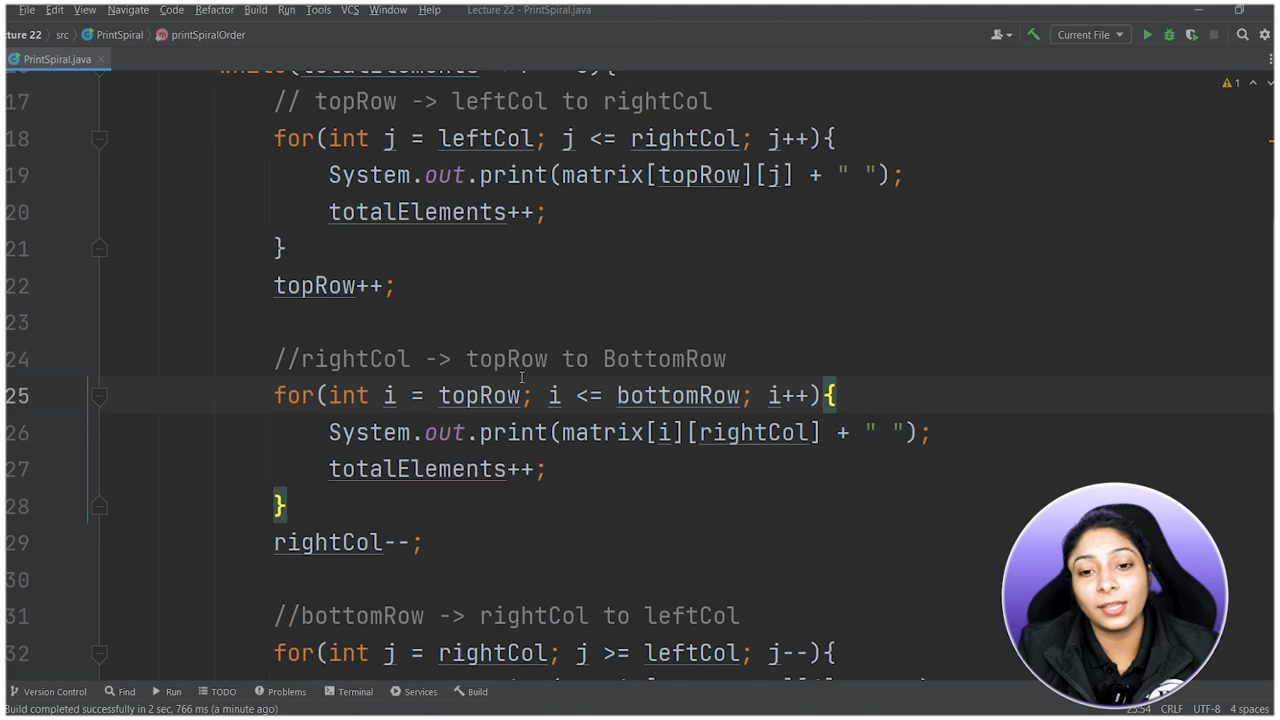 File Edit View Navigate Code Refactor Build Run Tools VCS Window Help Lecture 22 - PrintSpiral.java
ture 22 src PrintSpiral printSpiralOrder Current File
PrintSpiral.java
1
17 // topRow -> leftCol to rightCol
18 for(int j = leftCol; j <= rightCol; j++){
19 System.out.print(matrix[topRow][j] + " ");
20 totalElements++;
21 }
22 topRow++;
23
24 //rightCol -> topRow to BottomRow
25 for(int i = topRow; i <= bottomRow; i++){
26 System.out.print(matrix[i][rightCol] + " ");
27 totalElements++;
28 }
29 rightCol--;
30
31 //bottomRow -> rightCol to leftCol
32 for(int j = rightCol; j >= leftCol; j--){
Version Control Find Run TODO Problems Terminal Services Build
Build completed successfully in 2 sec, 766 ms (a minute ago) 25:54 CRLF UTF-8 4 spaces